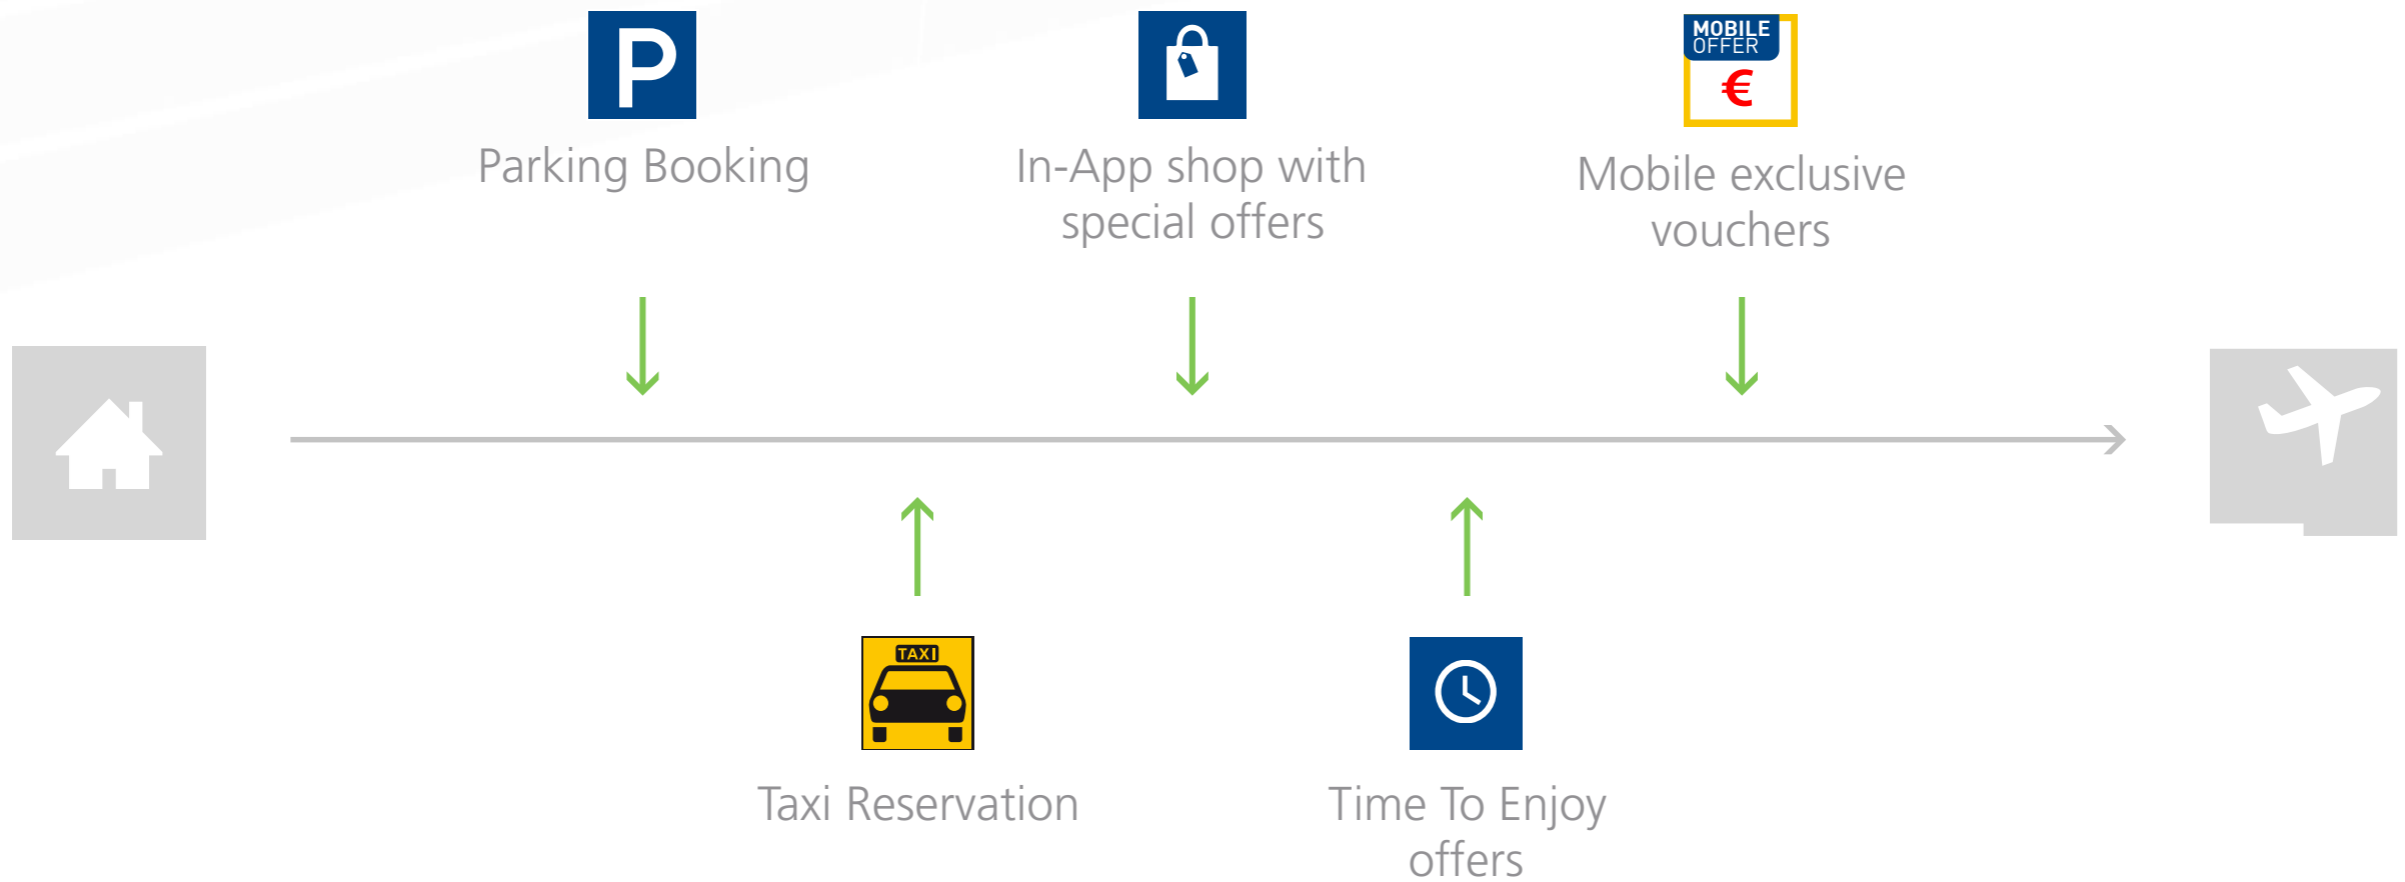 P
Parking Booking
In-App shop with
special offers
MOBILE
OFFER
€
Mobile exclusive
vouchers
TAXI
Taxi Reservation
Time To Enjoy
offers